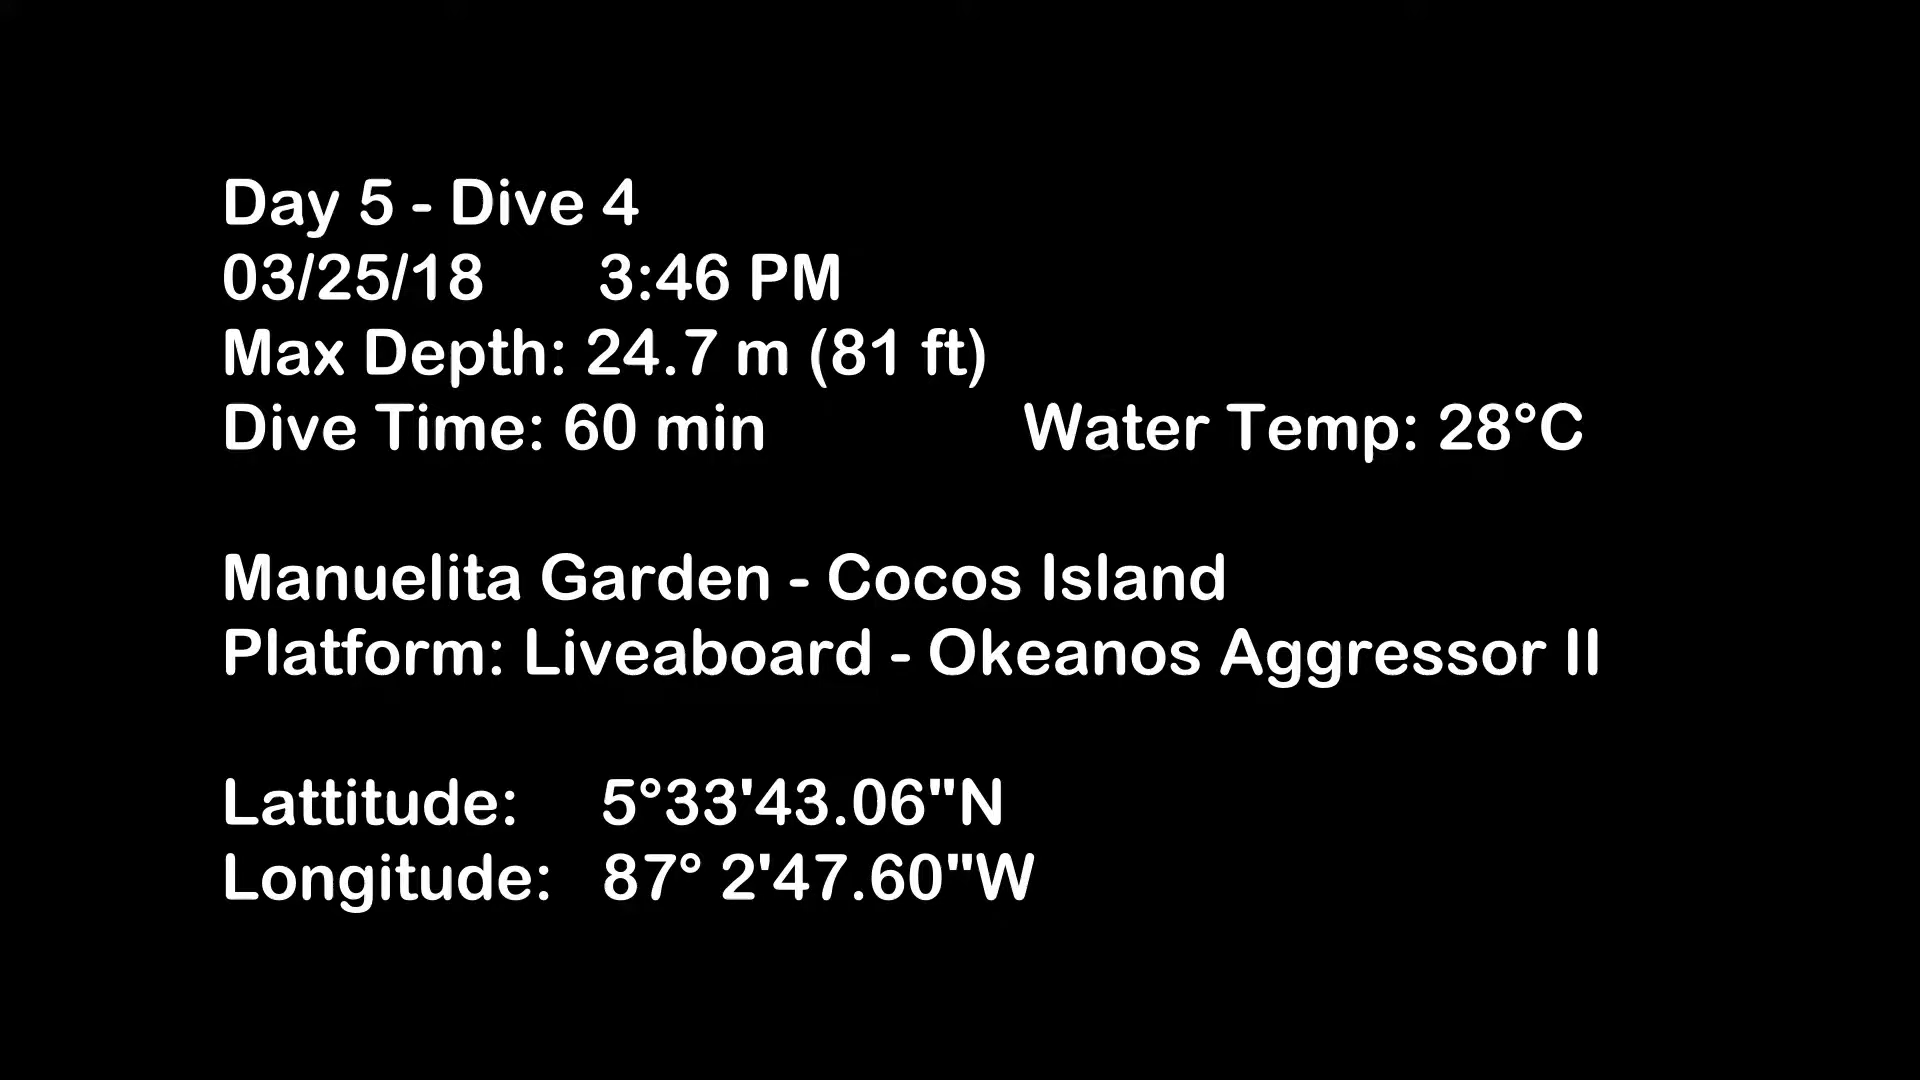 Day 5 - Dive 4
03/25/18 3:46 PM
Max Depth: 24.7 m (81 ft)
Dive Time: 60 min Water Temp: 28°C
Manuelita Garden - Cocos Island
Platform: Liveaboard - Okeanos Aggressor II
Lattitude: 5°33'43.06"N
Longitude: 87° 2'47.60"W